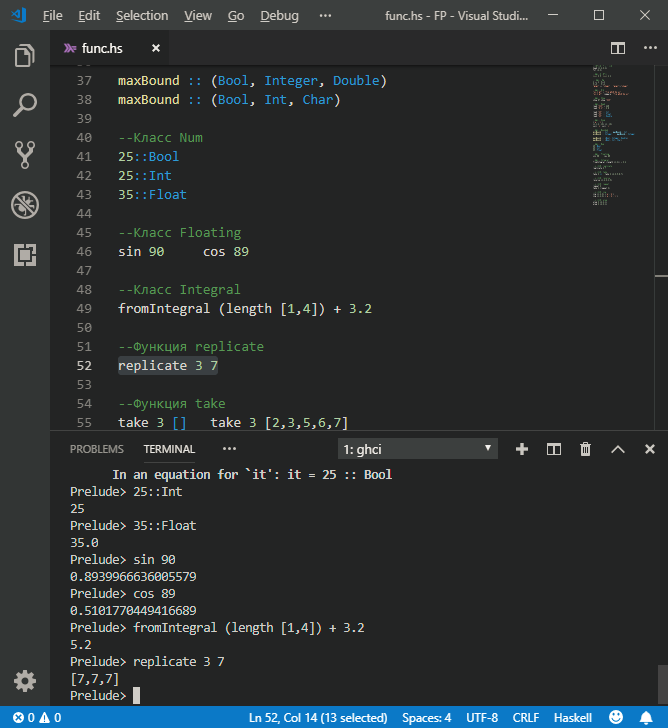 File Edit Selection View Go Debug ··· func.hs - FP - Visual Studi...
func.hs
37 maxBound :: (Bool, Integer, Double)
38 maxBound :: (Bool, Int, Char)
39
40 --Класс Num
41 25::Bool
42 25::Int
43 35::Float
44
45 --Класс Floating
46 sin 90     cos 89
47
48 --Класс Integral
49 fromIntegral (length [1,4]) + 3.2
50
51 --Функция replicate
52 replicate 3 7
53
54 --Функция take
55 take 3 []   take 3 [2,3,5,6,7]
PROBLEMS TERMINAL ··· 1: ghci
In an equation for `it': it = 25 :: Bool
Prelude> 25::Int
25
Prelude> 35::Float
35.0
Prelude> sin 90
0.8939966636005579
Prelude> cos 89
0.5101770449416689
Prelude> fromIntegral (length [1,4]) + 3.2
5.2
Prelude> replicate 3 7
[7,7,7]
Prelude>
0 0 Ln 52, Col 14 (13 selected) Spaces: 4 UTF-8 CRLF Haskell